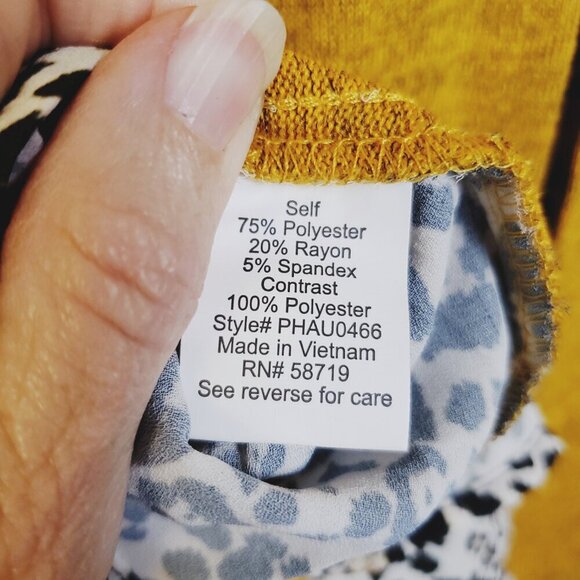 Self
75% Polyester
20% Rayon
5% Spandex
Contrast
100% Polyester
Style# PHAU0466
Made in Vietnam
RN# 58719
See reverse for care